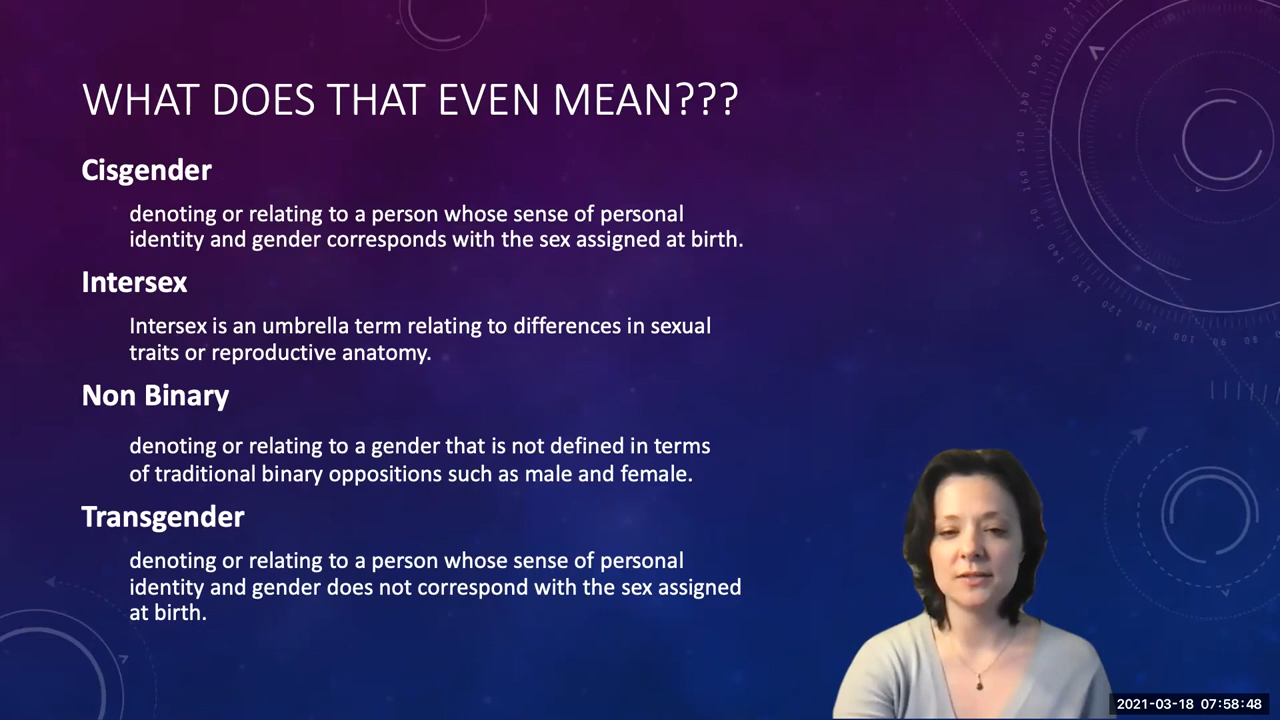 WHAT DOES THAT EVEN MEAN???
Cisgender
denoting or relating to a person whose sense of personal
identity and gender corresponds with the sex assigned at birth.
Intersex
Intersex is an umbrella term relating to differences in sexual
traits or reproductive anatomy.
Non Binary
denoting or relating to a gender that is not defined in terms
of traditional binary oppositions such as male and female.
Transgender
denoting or relating to a person whose sense of personal
identity and gender does not correspond with the sex assigned
at birth.
2021-03-18 07:58:48